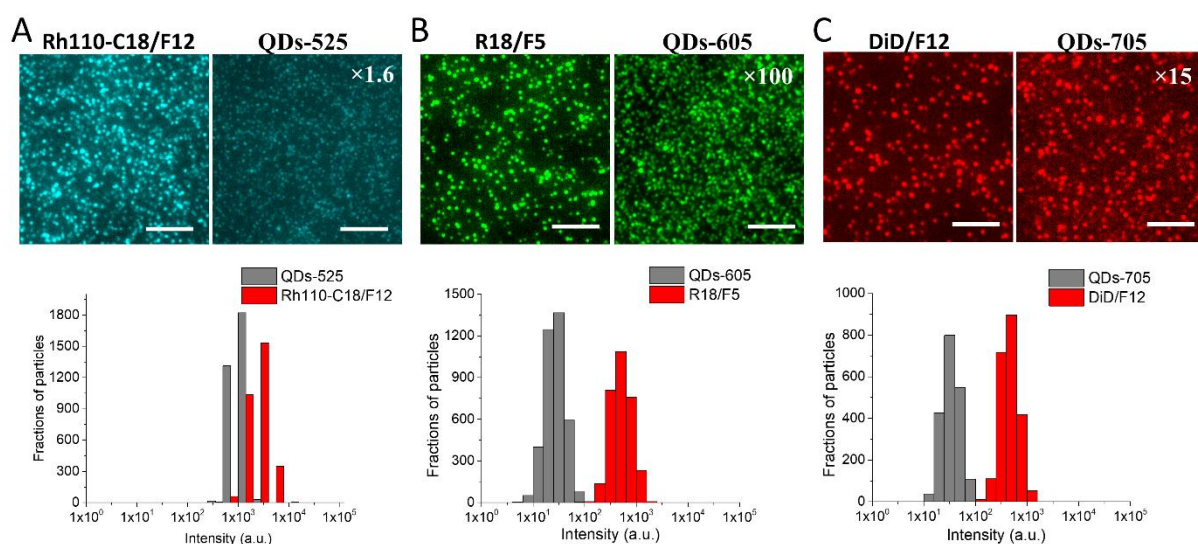 A
Rh110-C18/F12
QDs-525
×1.6
B
R18/F5
QDs-605
×100
C
DiD/F12
QDs-705
×15
QDs-525
Rh110-C18/F12
Fractions of particles
1800
1500
1200
900
600
300
0
1x10⁰ 1x10¹ 1x10² 1x10³ 1x10⁴ 1x10⁵
Intensity (a.u.)
QDs-605
R18/F5
Fractions of particles
1500
1200
900
600
300
0
1x10⁰ 1x10¹ 1x10² 1x10³ 1x10⁴ 1x10⁵
Intensity (a.u.)
QDs-705
DiD/F12
Fractions of particles
1000
800
600
400
200
0
1x10⁰ 1x10¹ 1x10² 1x10³ 1x10⁴ 1x10⁵
Intensity (a.u.)